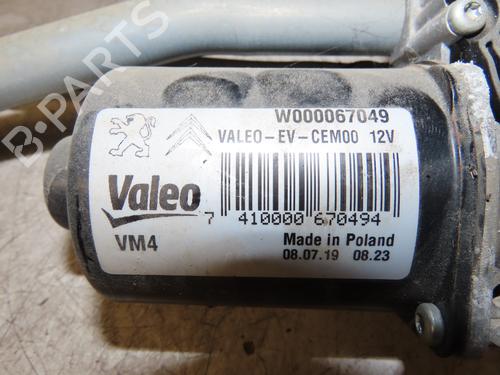 W000067049
VALEO-EV-CEM00 12V
Valeo
7 410000 670494
VM4
Made in Poland
08.07.19 08.23
B-PARTS